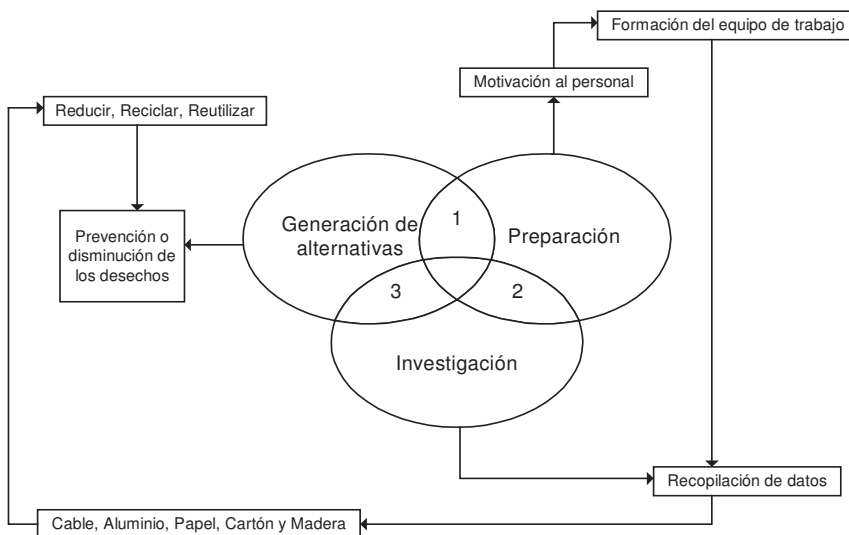 Formación del equipo de trabajo
Motivación al personal
Reducir, Reciclar, Reutilizar
Generación de
alternativas
1
Preparación
Prevención o
disminución de
los desechos
3
2
Investigación
Recopilación de datos
Cable, Aluminio, Papel, Cartón y Madera